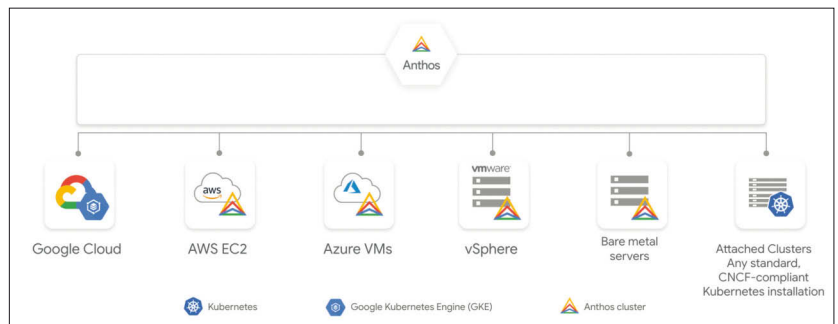 Anthos
aws
vmware
Google Cloud
AWS EC2
Azure VMs
vSphere
Bare metal
servers
Attached Clusters
Any standard,
CNCF-compliant
Kubernetes installation
Kubernetes
Google Kubernetes Engine (GKE)
Anthos cluster